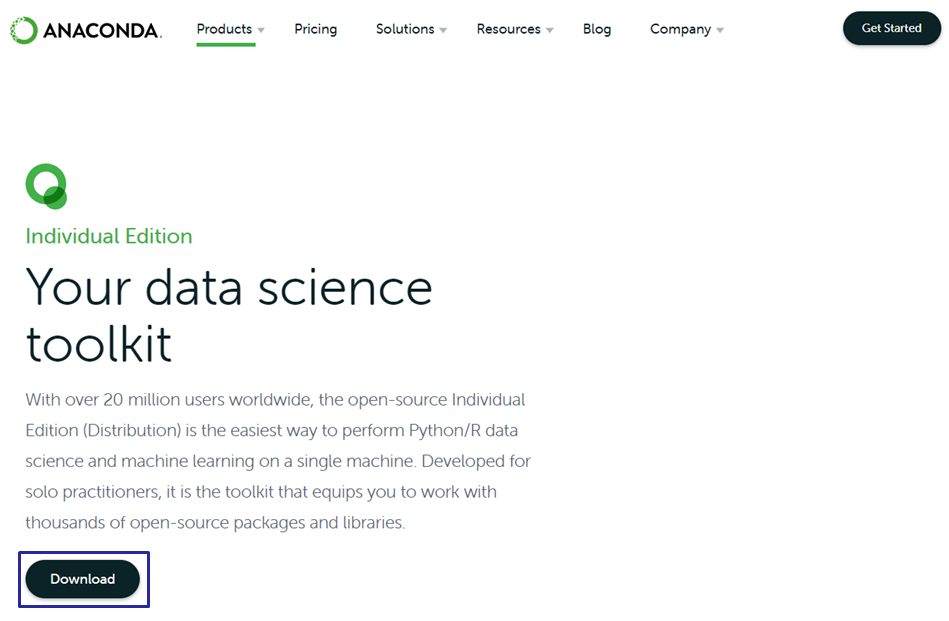 ANACONDA.
Products
Pricing
Solutions
Resources
Blog
Company
Get Started
Individual Edition
Your data science
toolkit
With over 20 million users worldwide, the open-source Individual
Edition (Distribution) is the easiest way to perform Python/R data
science and machine learning on a single machine. Developed for
solo practitioners, it is the toolkit that equips you to work with
thousands of open-source packages and libraries.
Download